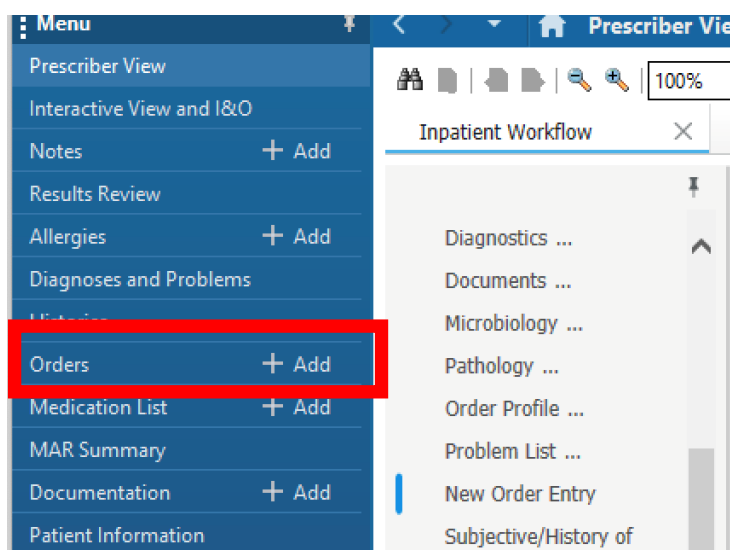 Menu
Prescriber View
Interactive View and I&O
Notes + Add
Results Review
Allergies + Add
Diagnoses and Problems
Histories
Orders + Add
Medication List + Add
MAR Summary
Documentation + Add
Patient Information
Prescriber Vie
100%
Inpatient Workflow
Diagnostics ...
Documents ...
Microbiology ...
Pathology ...
Order Profile ...
Problem List ...
New Order Entry
Subjective/History of